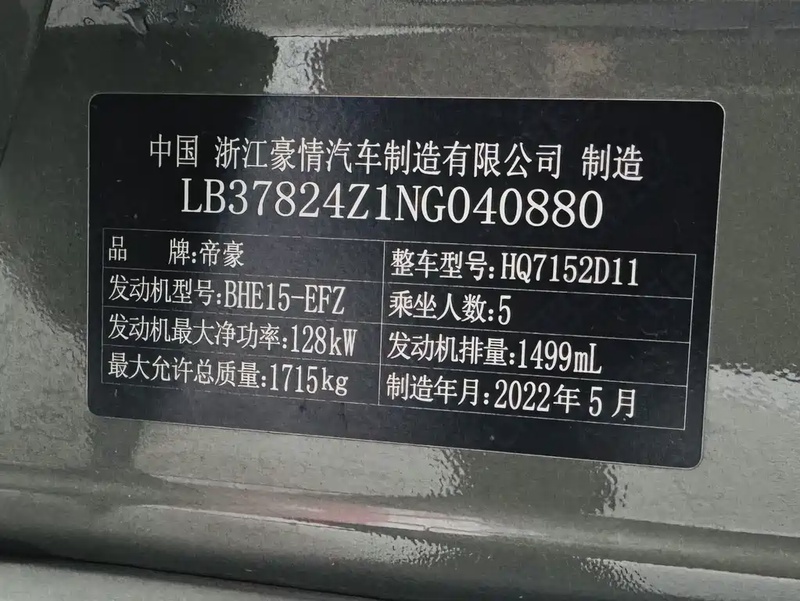 中国 浙江豪情汽车制造有限公司 制造
LB37824Z1NG040880
品 牌:帝豪
整车型号:HQ7152D11
发动机型号:BHE15-EFZ
乘坐人数:5
发动机最大净功率:128kW
发动机排量:1499mL
最大允许总质量:1715kg
制造年月:2022年5月